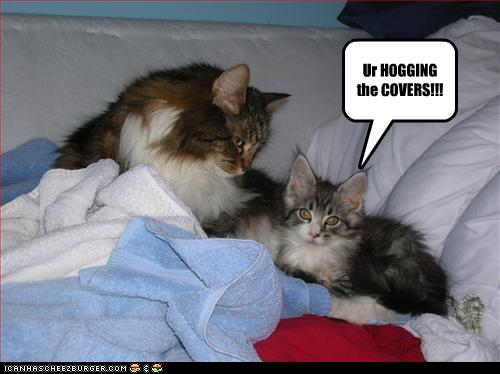 Ur HOGGING
the COVERS!!!
ICANHASCHEEZBURGER.COM